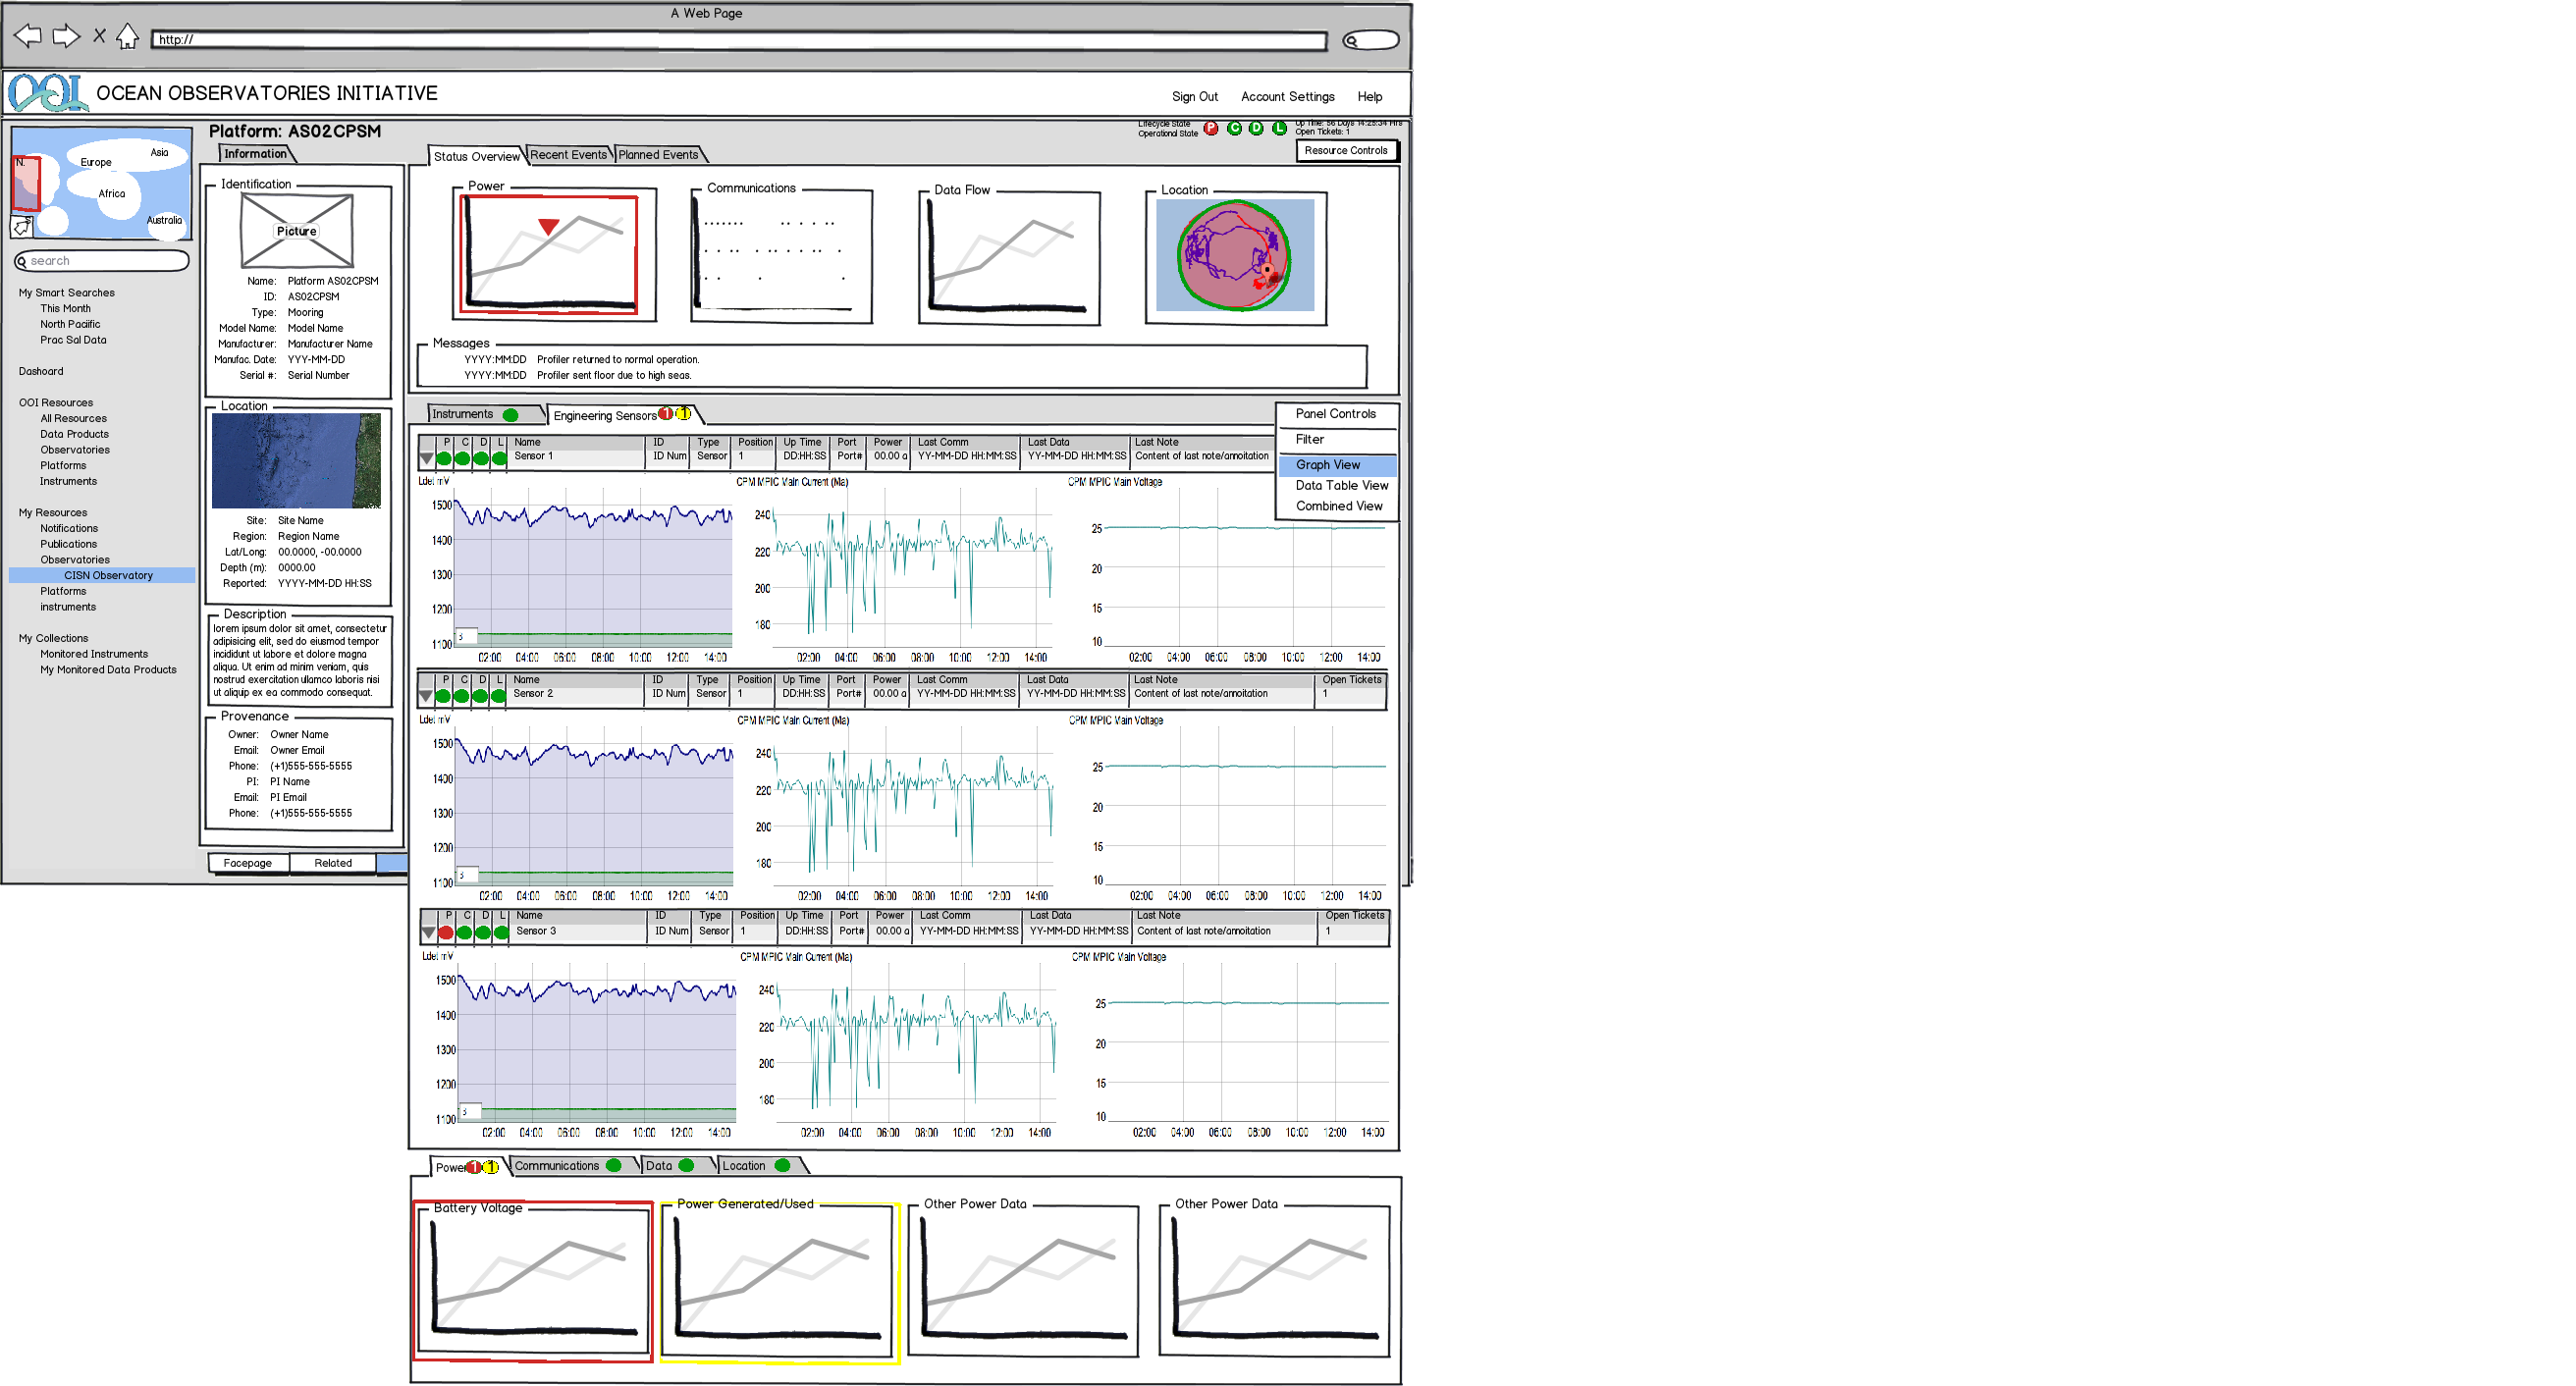 A Web Page
http://
OOI OCEAN OBSERVATORIES INITIATIVE
Sign Out Account Settings Help
N.
S
Europe
Asia
Africa
Australia
search
My Smart Searches
This Month
North Paciific
Prac Sal Data
Dashoard
OOI Resources
All Resources
Data Products
Observatories
Platforms
Instruments
My Resources
Notifications
Publications
Observatories
CISN Observatory
Platforms
instruments
My Collections
Monitored Instruments
My Monitored Data Products
Platform: AS02CPSM
Information
Identification
Picture
Name: Platform AS02CPSM
ID: AS02CPSM
Type: Mooring
Model Name: Model Name
Manufacturer: Manufacturer Name
Manufac. Date: YYY-MM-DD
Serial #: Serial Number
Location
Site: Site Name
Region: Region Name
Lat/Long: 00.0000, -00.0000
Depth (m): 0000.00
Reported: YYYY-MM-DD HH:SS
Description
lorem ipsum dolor sit amet, consectetur
adipisicing elit, sed do eiusmod tempor
incididunt ut labore et dolore magna
aliqua. Ut enim ad minim veniam, quis
nostrud exercitation ullamco laboris nisi
ut aliquip ex ea commodo consequat.
Provenance
Owner: Owner Name
Email: Owner Email
Phone: (+1)555-555-5555
PI: PI Name
Email: PI Email
Phone: (+1)555-555-5555
Facepage Related
Lifecycle State
Operational State
P C D L
Up Time: 56 Days 14:25:34 Hrs
Open Tickets: 1
Resource Controls
Status Overview Recent Events Planned Events
Power Communications Data Flow Location
Messages
YYYY:MM:DD Profiler returned to normal operation.
YYYY:MM:DD Profiler sent floor due to high seas.
Instruments Engineering Sensors 1 1
Panel Controls
Filter
Graph View
Data Table View
Combined View
P C D L Name ID Type Position Up Time Port Power Last Comm Last Data Last Note
Sensor 1 ID Num Sensor 1 DD:HH:SS Port# 00.00 a YY-MM-DD HH:MM:SS YY-MM-DD HH:MM:SS Content of last note/annoitation
Ldet mV CPM MPIC Main Current (Ma) CPM MPIC Main Voltage
1500 1400 1300 1200 1100
3
02:00 04:00 06:00 08:00 10:00 12:00 14:00
240 220 200 180
02:00 04:00 06:00 08:00 10:00 12:00 14:00
25 20 15 10
02:00 04:00 06:00 08:00 10:00 12:00 14:00
P C D L Name ID Type Position Up Time Port Power Last Comm Last Data Last Note Open Tickets
Sensor 2 ID Num Sensor 1 DD:HH:SS Port# 00.00 a YY-MM-DD HH:MM:SS YY-MM-DD HH:MM:SS Content of last note/annoitation 1
Ldet mV CPM MPIC Main Current (Ma) CPM MPIC Main Voltage
1500 1400 1300 1200 1100
3
02:00 04:00 06:00 08:00 10:00 12:00 14:00
240 220 200 180
02:00 04:00 06:00 08:00 10:00 12:00 14:00
25 20 15 10
02:00 04:00 06:00 08:00 10:00 12:00 14:00
P C D L Name ID Type Position Up Time Port Power Last Comm Last Data Last Note Open Tickets
Sensor 3 ID Num Sensor 1 DD:HH:SS Port# 00.00 a YY-MM-DD HH:MM:SS YY-MM-DD HH:MM:SS Content of last note/annoitation 1
Ldet mV CPM MPIC Main Current (Ma) CPM MPIC Main Voltage
1500 1400 1300 1200 1100
3
02:00 04:00 06:00 08:00 10:00 12:00 14:00
240 220 200 180
02:00 04:00 06:00 08:00 10:00 12:00 14:00
25 20 15 10
02:00 04:00 06:00 08:00 10:00 12:00 14:00
Power 1 1 Communications Data Location
Battery Voltage Power Generated/Used Other Power Data Other Power Data